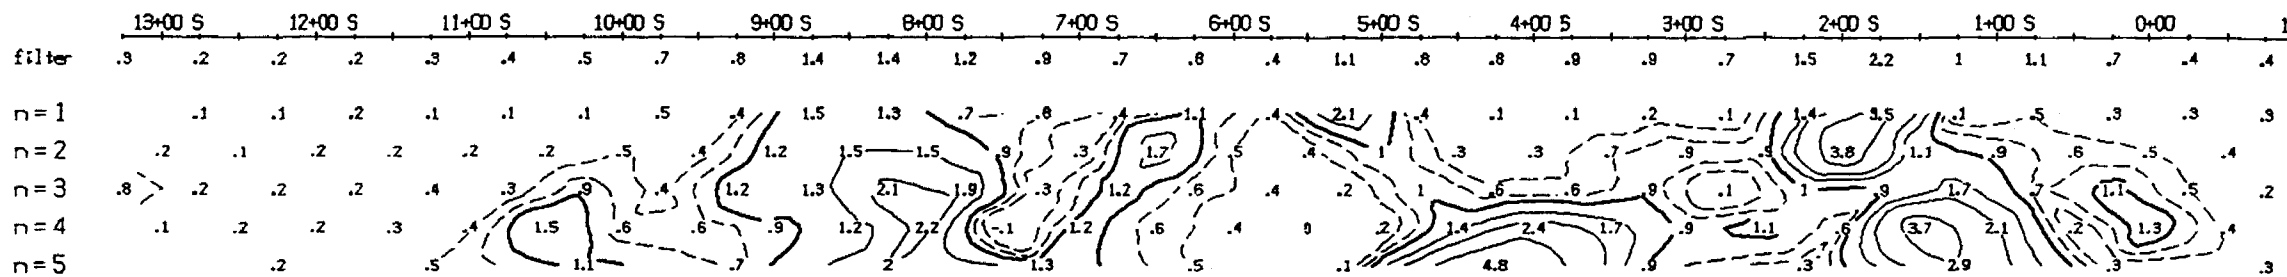 13+00 S 12+00 S 11+00 S 10+00 S 9+00 S 8+00 S 7+00 S 6+00 S 5+00 S 4+00 S 3+00 S 2+00 S 1+00 S 0+00 1
filter .3 .2 .2 .2 .3 .4 .5 .7 .8 1.4 1.4 1.2 .9 .7 .8 .4 1.1 .8 .8 .9 .9 .7 1.5 2.2 1 1.1 .7 .4 .4
n=1 .1 .1 .2 .1 .1 .1 .5 .4 1.5 1.3 .7 .8 .4 1.1 .4 2.1 .4 .1 .1 .2 .1 1.4 .1 .5 .3 .3 .3
n=2 .2 .1 .2 .2 .2 .2 .5 .4 1.2 1.5 1.5 .9 .3 1.7 .5 .4 1 .3 .3 .7 .9 .9 3.8 1.1 .9 .6 .5 .4
n=3 .8 .2 .2 .2 .4 .3 .9 .4 1.2 1.3 2.1 1.9 .3 1.2 .6 .4 .2 1 .6 .6 .9 .1 1 .9 1.7 .7 1.1 .5 .2
n=4 .1 .2 .2 .3 .4 1.5 .6 .6 .9 1.2 2.2 -.1 1.2 .6 .4 0 .2 1.4 2.4 1.7 .9 1.1 .6 3.7 2.1 .2 1.3 .4
n=5 .2 .5 1.1 .7 2 1.3 .5 .1 4.8 .9 .3 2.9 .3 .3